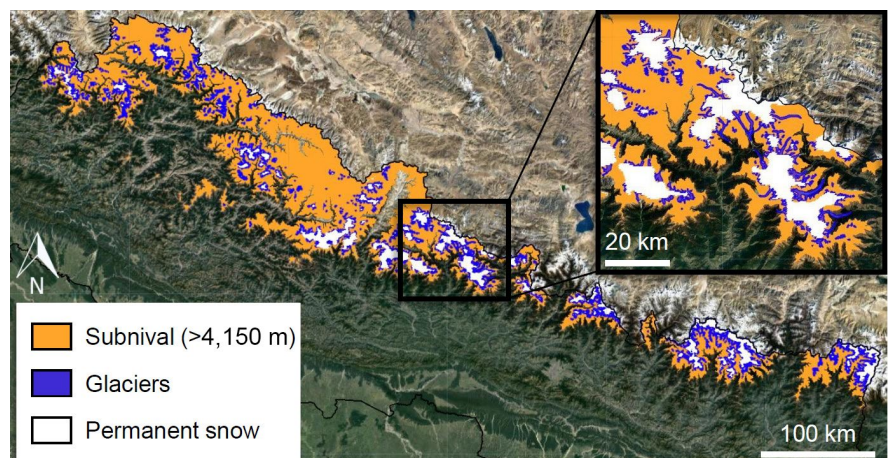 20 km
N
Subnival (>4,150 m)
Glaciers
Permanent snow
100 km